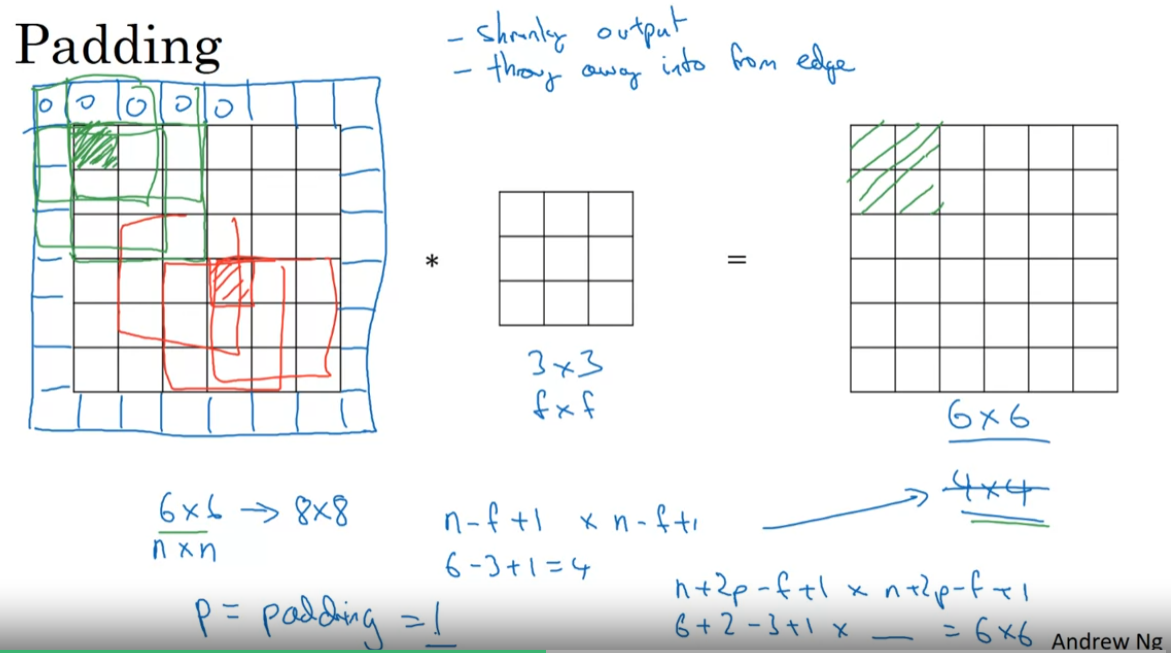 Padding
- shrinky output
- throw away info from edge
0 0 0 0 0
*
=
3 x 3
f x f
6 x 6
4 x 4
6 x 6 → 8 x 8
n x n
n - f + 1 x n - f + 1
6 - 3 + 1 = 4
p = padding = 1
n + 2p - f + 1 x n + 2p - f + 1
6 + 2 - 3 + 1 x __ = 6 x 6
Andrew Ng